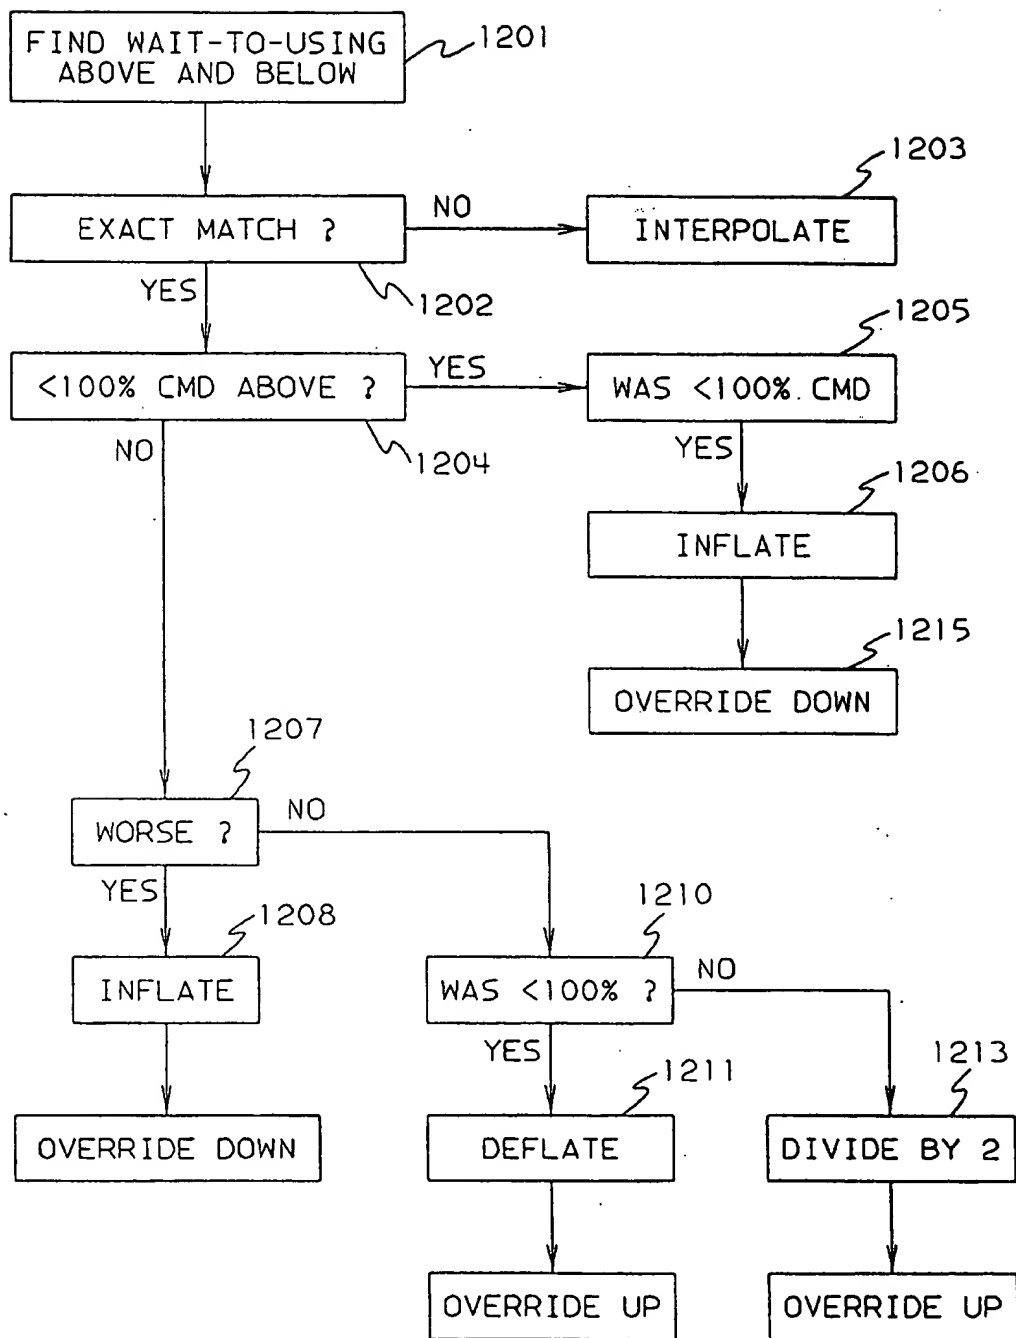 FIND WAIT-TO-USING
ABOVE AND BELOW
1201
EXACT MATCH ?
1202
NO
INTERPOLATE
1203
YES
<100% CMD ABOVE ?
1204
YES
WAS <100%. CMD
1205
NO
YES
INFLATE
1206
OVERRIDE DOWN
1215
WORSE ?
1207
NO
YES
INFLATE
1208
WAS <100% ?
1210
NO
YES
OVERRIDE DOWN
DEFLATE
1211
DIVIDE BY 2
1213
OVERRIDE UP
OVERRIDE UP